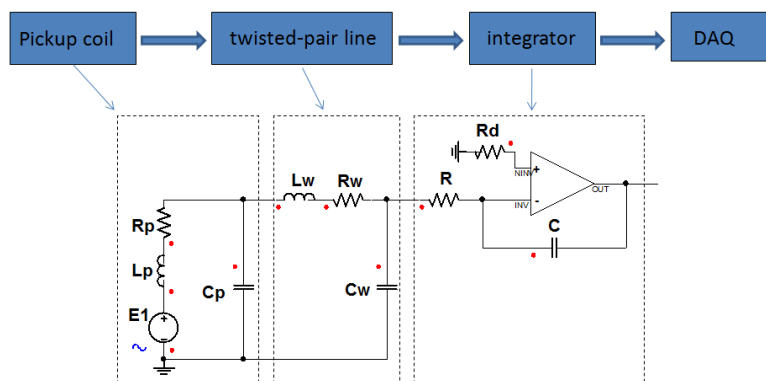 Pickup coil
twisted-pair line
integrator
DAQ
Rd
Lw
Rw
R
NINV
+
OUT
INV
-
Rp
C
Lp
Cp
Cw
E1
+
-